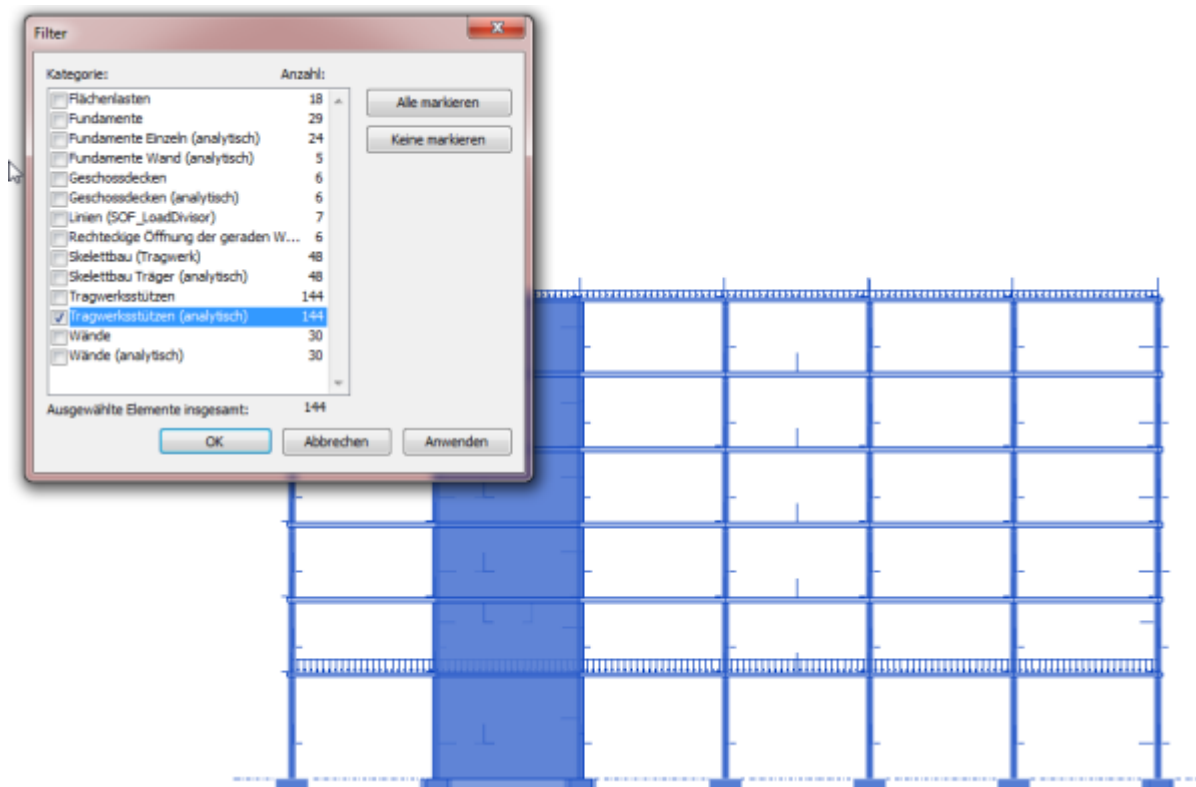 Filter
Kategorie: Anzahl:
Flächenlasten 18
Fundamente 29
Fundamente Einzeln (analytisch) 24
Fundamente Wand (analytisch) 5
Geschossdecken 6
Geschossdecken (analytisch) 6
Linien (SOF_LoadDivisor) 7
Rechteckige Öffnung der geraden W... 6
Skelettbau (Tragwerk) 48
Skelettbau Träger (analytisch) 48
Tragwerksstützen 144
Tragwerksstützen (analytisch) 144
Wände 30
Wände (analytisch) 30
Alle markieren
Keine markieren
Ausgewählte Elemente insgesamt: 144
OK Abbrechen Anwenden